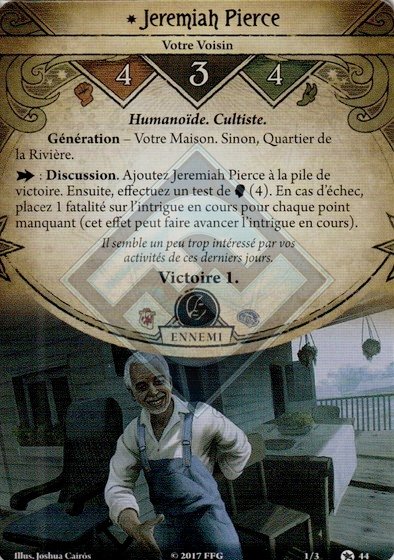 Jeremiah Pierce
Votre Voisin
4 3 4
Humanoïde. Cultiste.
Génération – Votre Maison. Sinon, Quartier de
la Rivière.
: Discussion. Ajoutez Jeremiah Pierce à la pile de
victoire. Ensuite, effectuez un test de (4). En cas d'échec,
placez 1 fatalité sur l'intrigue en cours pour chaque point
manquant (cet effet peut faire avancer l'intrigue en cours).
Il semble un peu trop intéressé par vos
activités de ces derniers jours.
Victoire 1.
ENNEMI
Illus. Joshua Cairós © 2017 FFG 1/3 44